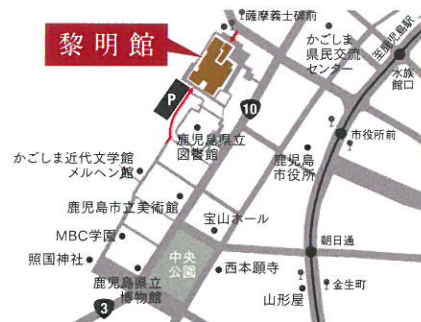 薩摩義士碑前
黎明館
かごしま
県民交流
センター
至鹿児島駅
水族
館口
P
10
市役所前
鹿児島県立
図書館
鹿児島
市役所
かごしま近代文学館
メルヘン館
鹿児島市立美術館
宝山ホール
MBC学園
中央
公園
朝日通
照国神社
鹿児島県立
博物館
西本願寺
金生町
山形屋
3